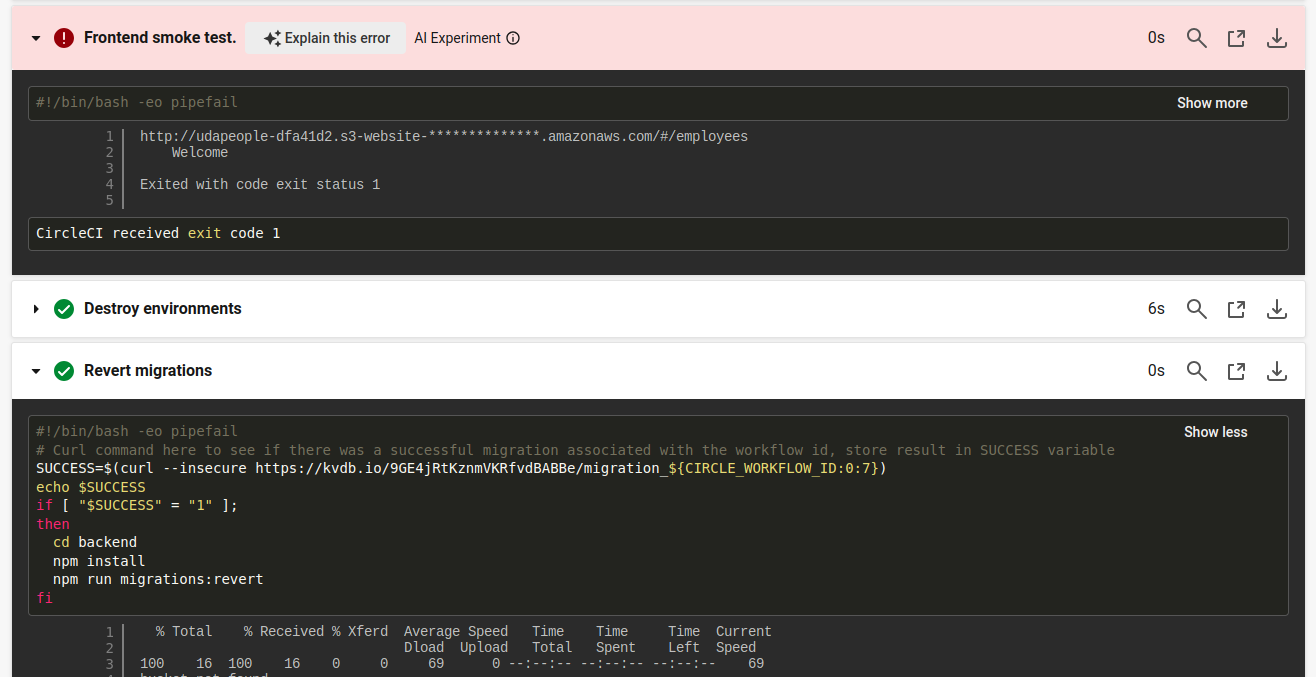 Frontend smoke test. Explain this error AI Experiment 0s
#!/bin/bash -eo pipefail Show more
1 http://udapeople-dfa41d2.s3-website-**************.amazonaws.com/#/employees
2 Welcome
3
4 Exited with code exit status 1
5
CircleCI received exit code 1
Destroy environments 6s
Revert migrations 0s
#!/bin/bash -eo pipefail Show less
# Curl command here to see if there was a successful migration associated with the workflow id, store result in SUCCESS variable
SUCCESS=$(curl --insecure https://kvdb.io/9GE4jRtKznmVKRfvdBABBe/migration_${CIRCLE_WORKFLOW_ID:0:7})
echo $SUCCESS
if [ "$SUCCESS" = "1" ];
then
cd backend
npm install
npm run migrations:revert
fi
1 % Total % Received % Xferd Average Speed Time Time Time Current
2 Dload Upload Total Spent Left Speed
3 100 16 100 16 0 0 69 0 --:--:-- --:--:-- --:--:-- 69
bucket not found